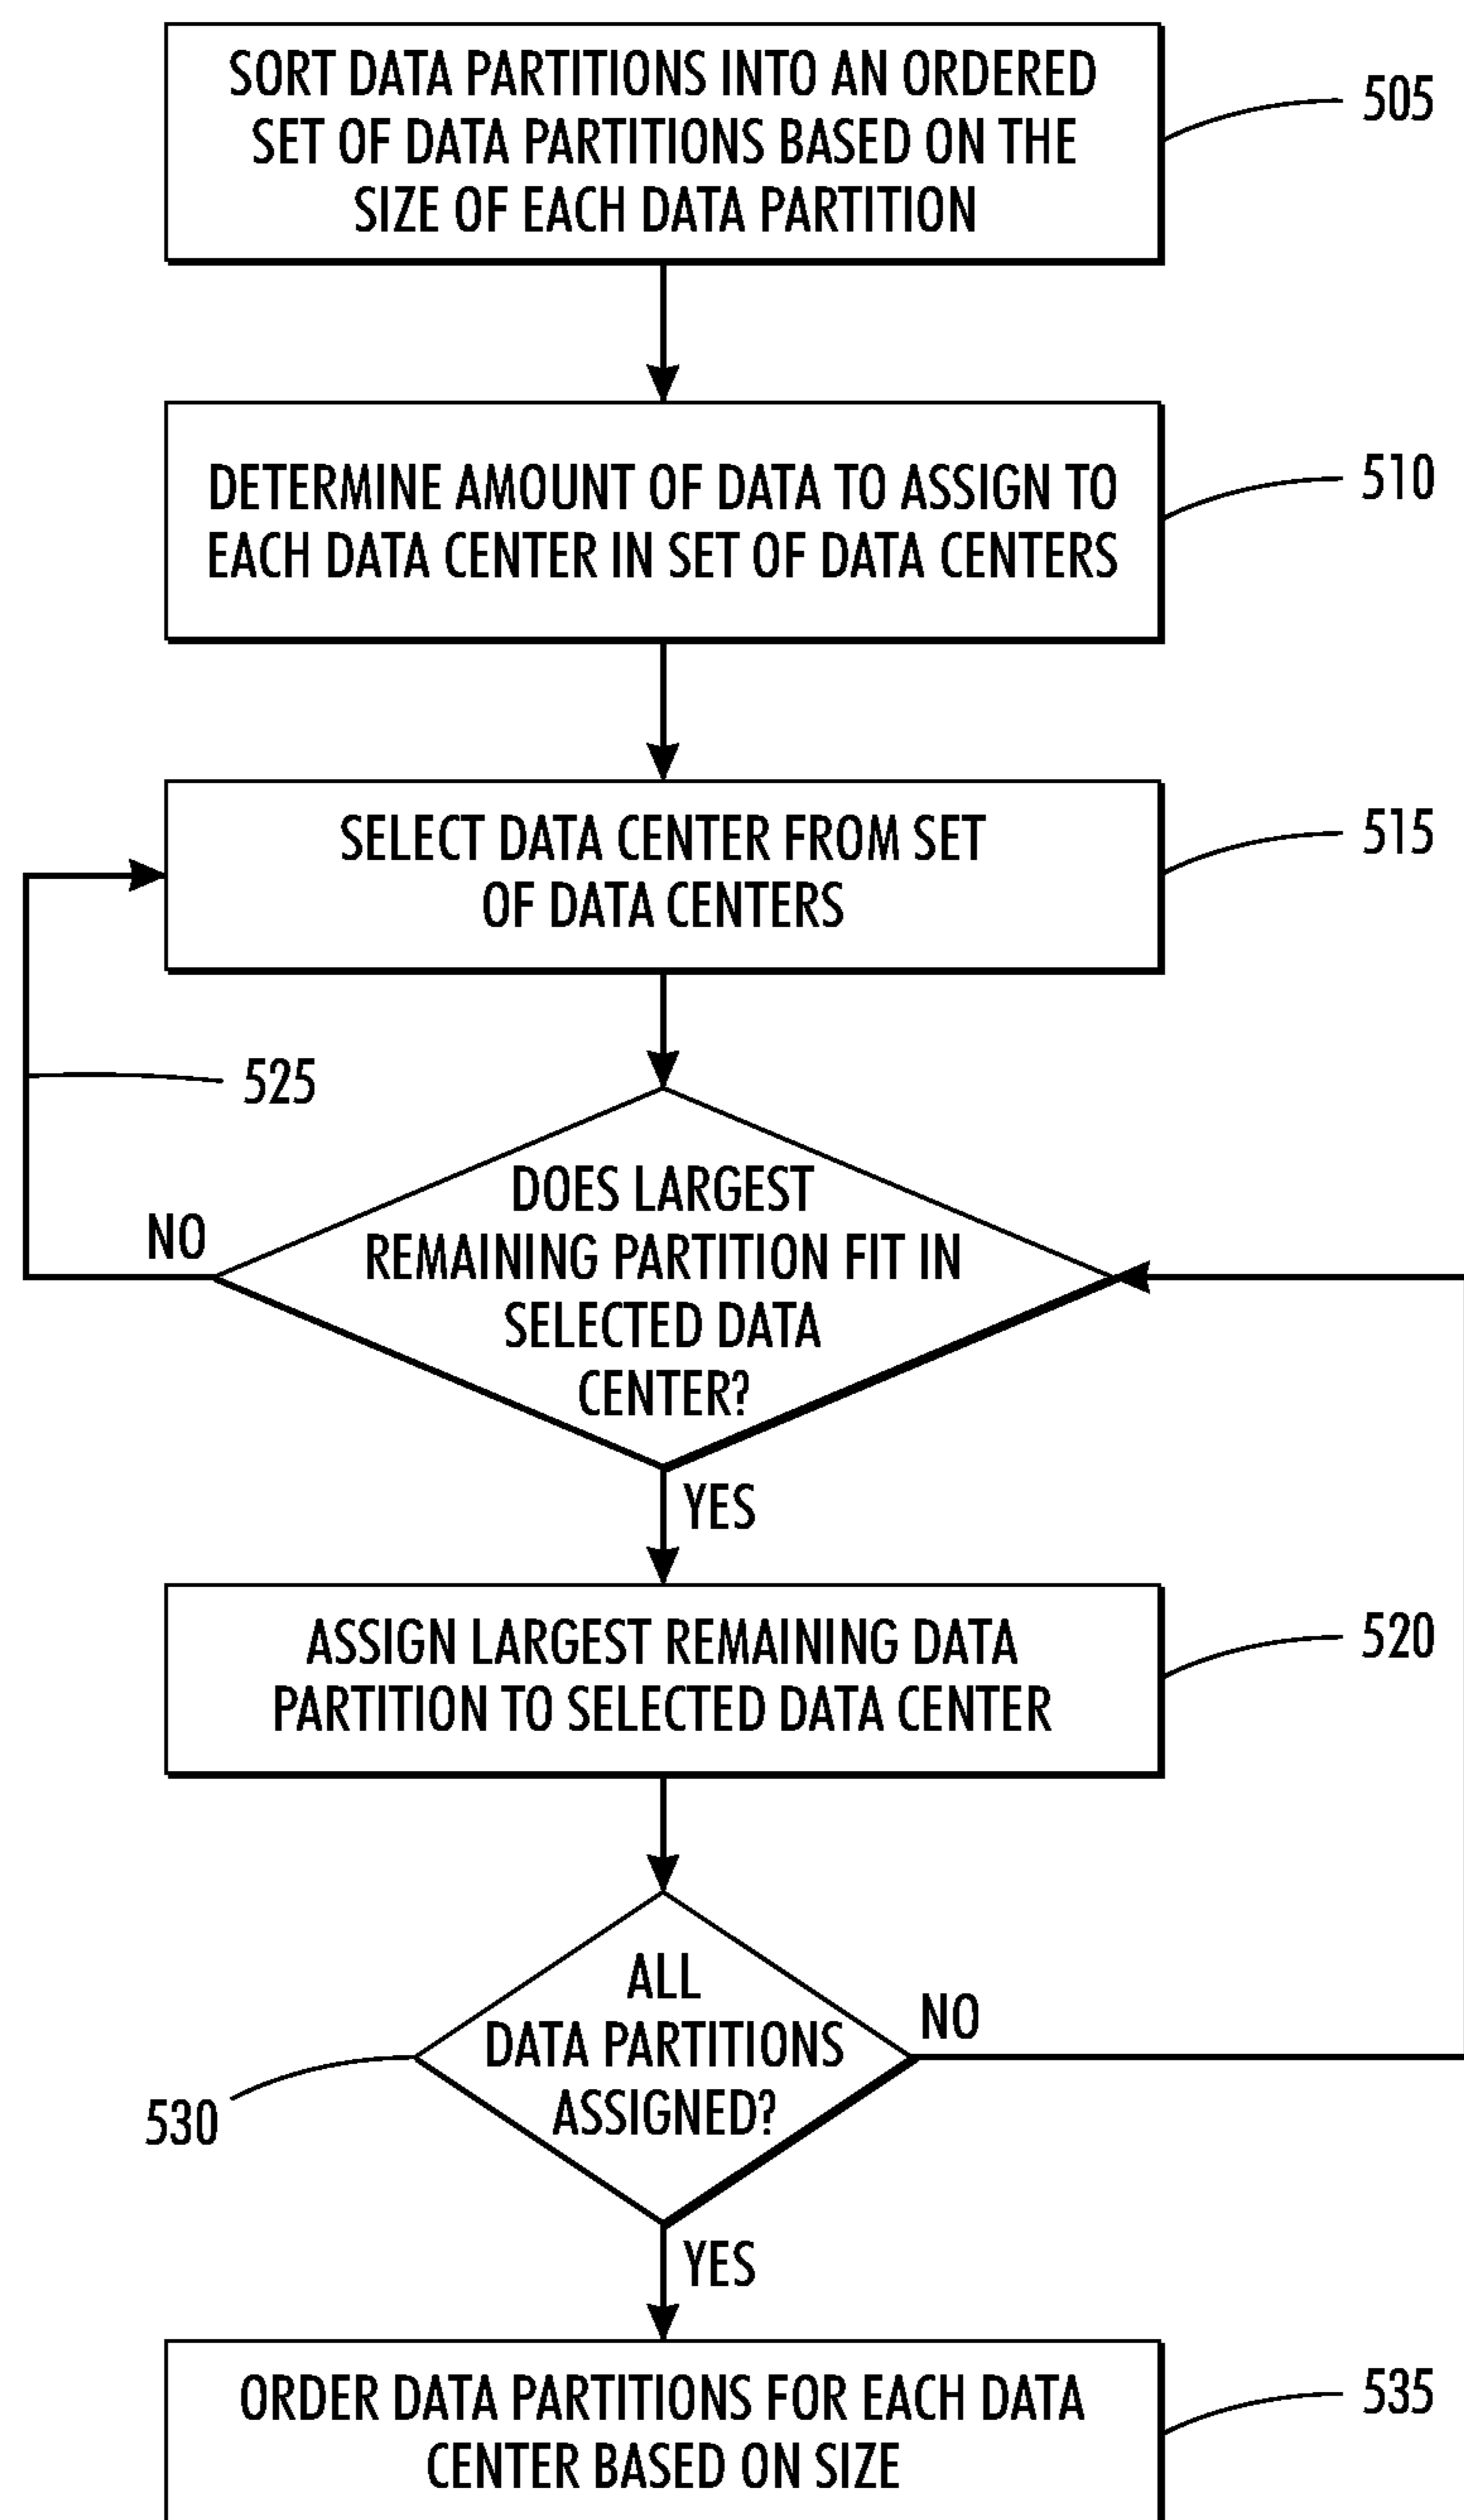 SORT DATA PARTITIONS INTO AN ORDERED
SET OF DATA PARTITIONS BASED ON THE
SIZE OF EACH DATA PARTITION
505
DETERMINE AMOUNT OF DATA TO ASSIGN TO
EACH DATA CENTER IN SET OF DATA CENTERS
510
SELECT DATA CENTER FROM SET
OF DATA CENTERS
515
525
DOES LARGEST
REMAINING PARTITION FIT IN
SELECTED DATA
CENTER?
NO
YES
ASSIGN LARGEST REMAINING DATA
PARTITION TO SELECTED DATA CENTER
520
ALL
DATA PARTITIONS
ASSIGNED?
NO
530
YES
ORDER DATA PARTITIONS FOR EACH DATA
CENTER BASED ON SIZE
535